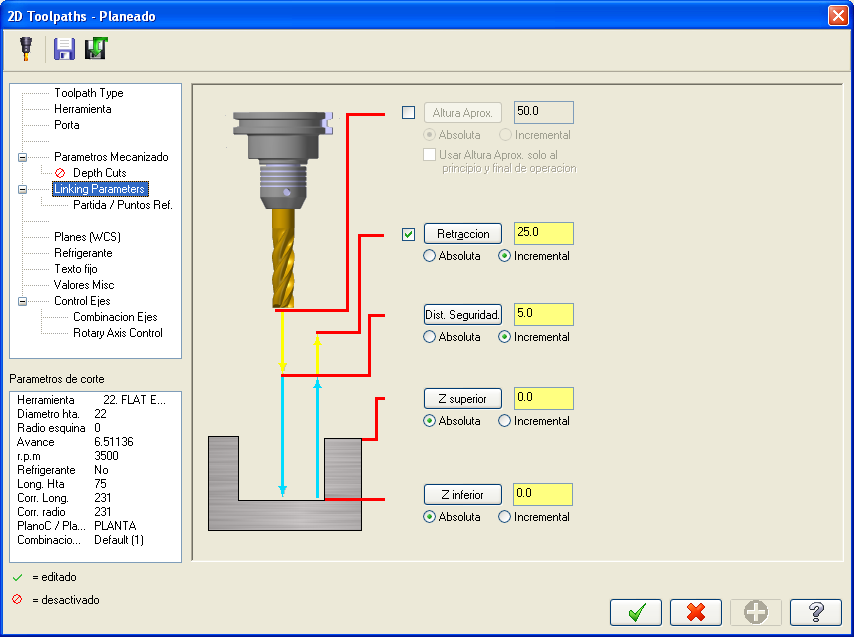 2D Toolpaths - Planeado
Toolpath Type
Herramienta
Porta
Parametros Mecanizado
Depth Cuts
Linking Parameters
Partida / Puntos Ref.
Planes (WCS)
Refrigerante
Texto fijo
Valores Misc
Control Ejes
Combinacion Ejes
Rotary Axis Control
Parametros de corte
Herramienta 22. FLAT E...
Diametro hta. 22
Radio esquina 0
Avance 6.51136
r.p.m 3500
Refrigerante No
Long. Hta 75
Corr. Long. 231
Corr. radio 231
PlanoC / Pla... PLANTA
Combinacio... Default (1)
= editado
= desactivado
Altura Aprox. 50.0
Absoluta Incremental
Usar Altura Aprox. solo al
principio y final de operacion
Retraccion 25.0
Absoluta Incremental
Dist. Seguridad. 5.0
Absoluta Incremental
Z superior 0.0
Absoluta Incremental
Z inferior 0.0
Absoluta Incremental